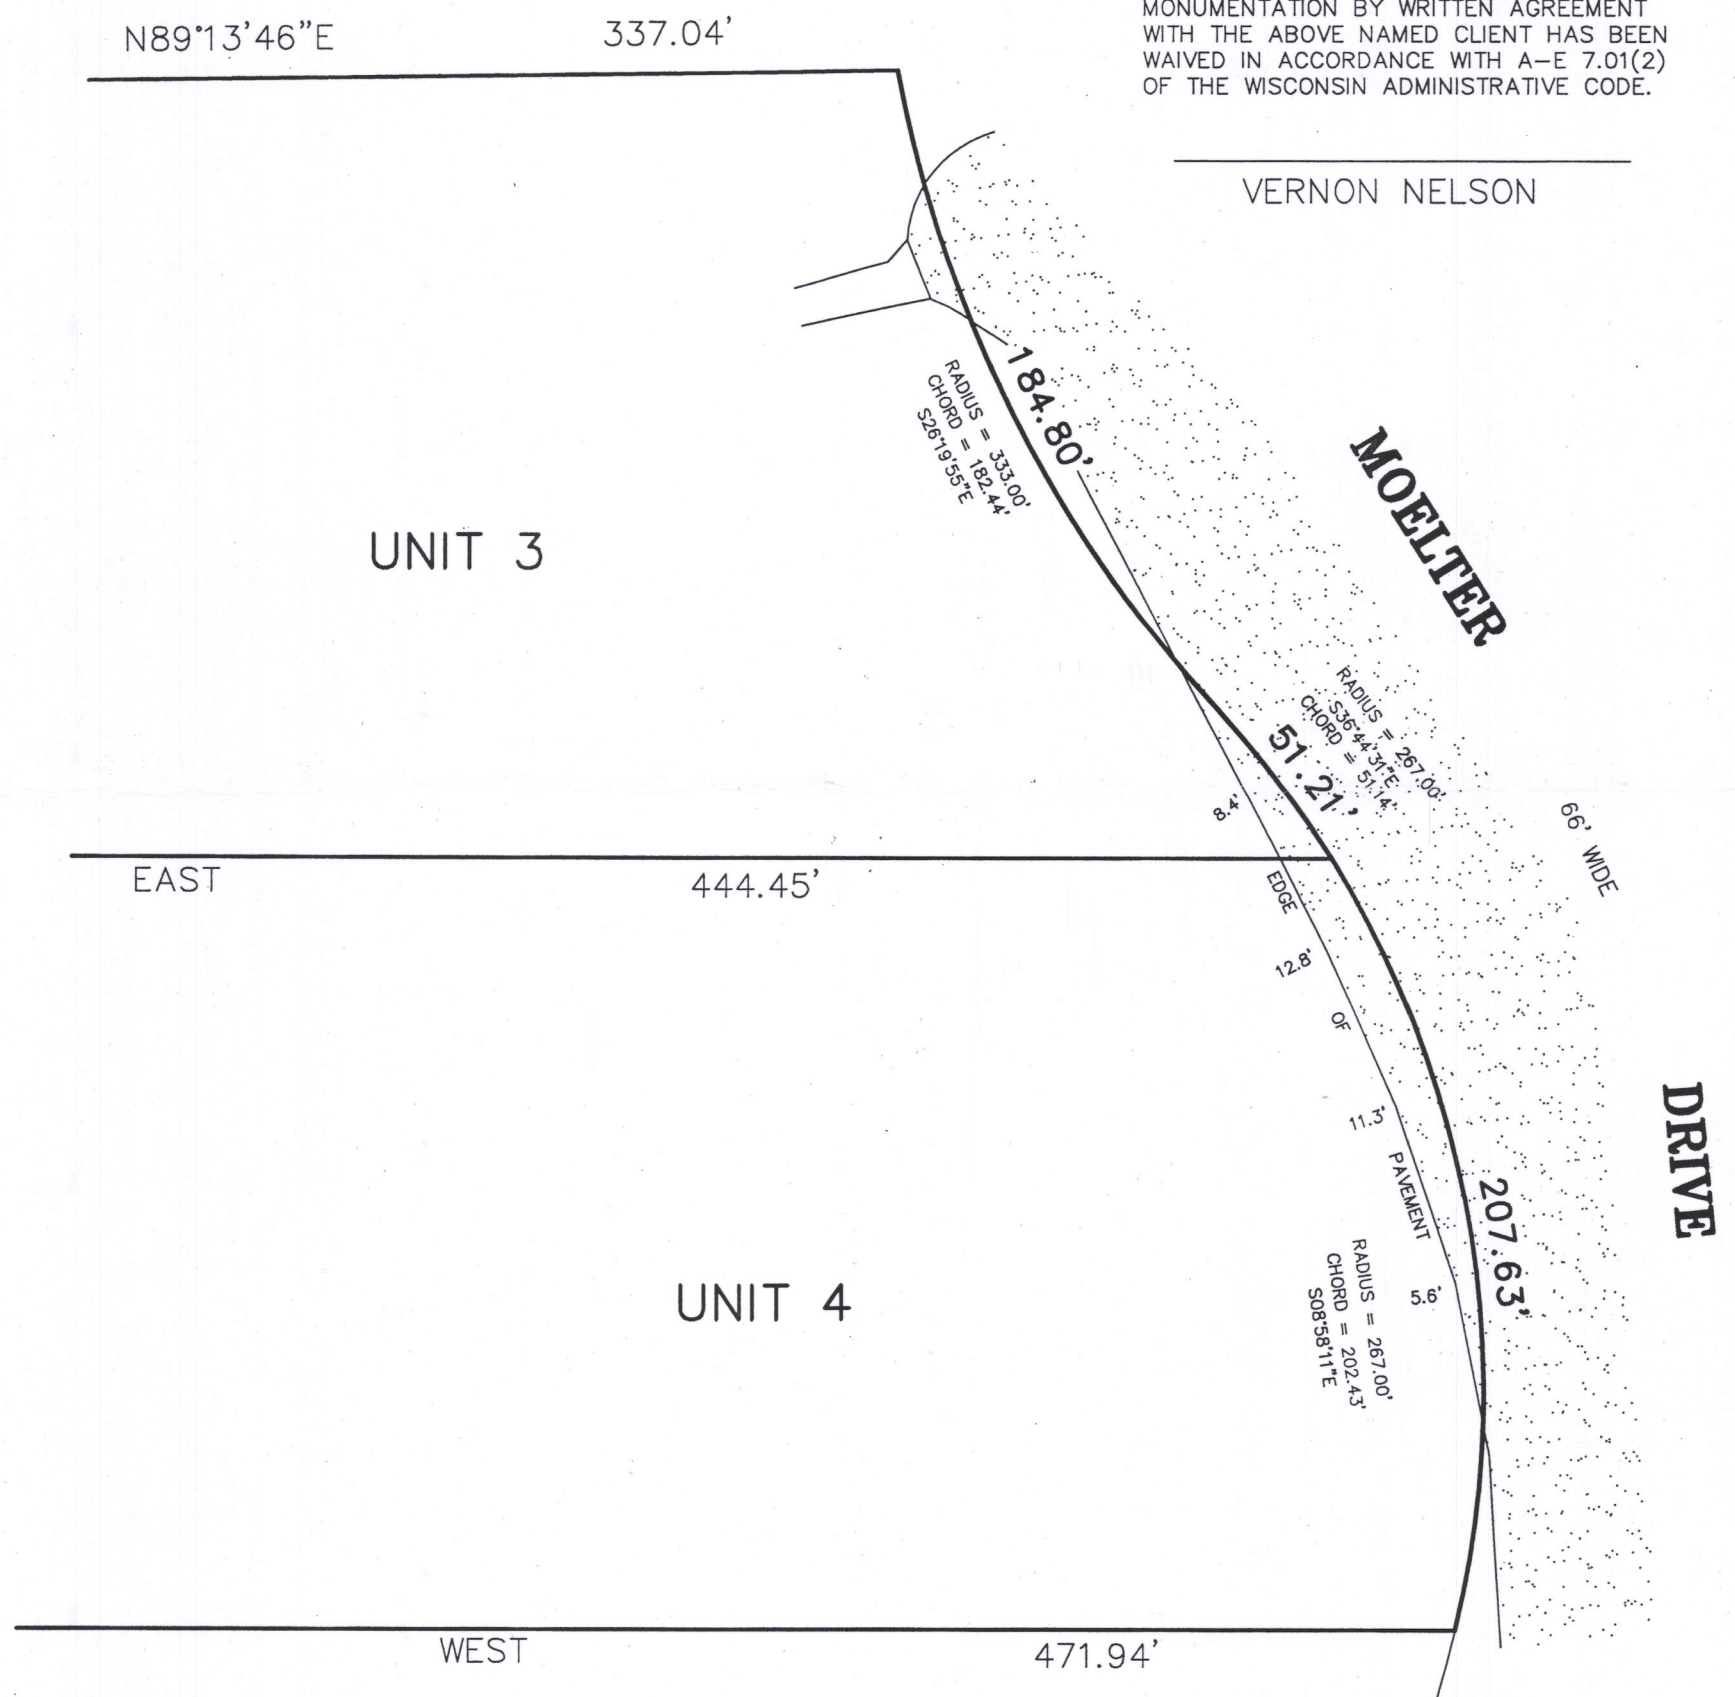 MONUMENTATION BY WRITTEN AGREEMENT
WITH THE ABOVE NAMED CLIENT HAS BEEN
WAIVED IN ACCORDANCE WITH A-E 7.01(2)
OF THE WISCONSIN ADMINISTRATIVE CODE.
VERNON NELSON
N89°13'46"E
337.04'
184.80'
RADIUS = 333.00'
CHORD = 182.44'
S26°19'55"E
MOELTER
UNIT 3
RADIUS = 267.00'
S36°44'31"E
CHORD = 51.14'
51.21'
8.4'
66' WIDE
EAST
444.45'
EDGE
12.8'
OF
11.3'
PAVEMENT
DRIVE
207.63'
5.6'
RADIUS = 267.00'
CHORD = 202.43'
S08°58'11"E
UNIT 4
WEST
471.94'